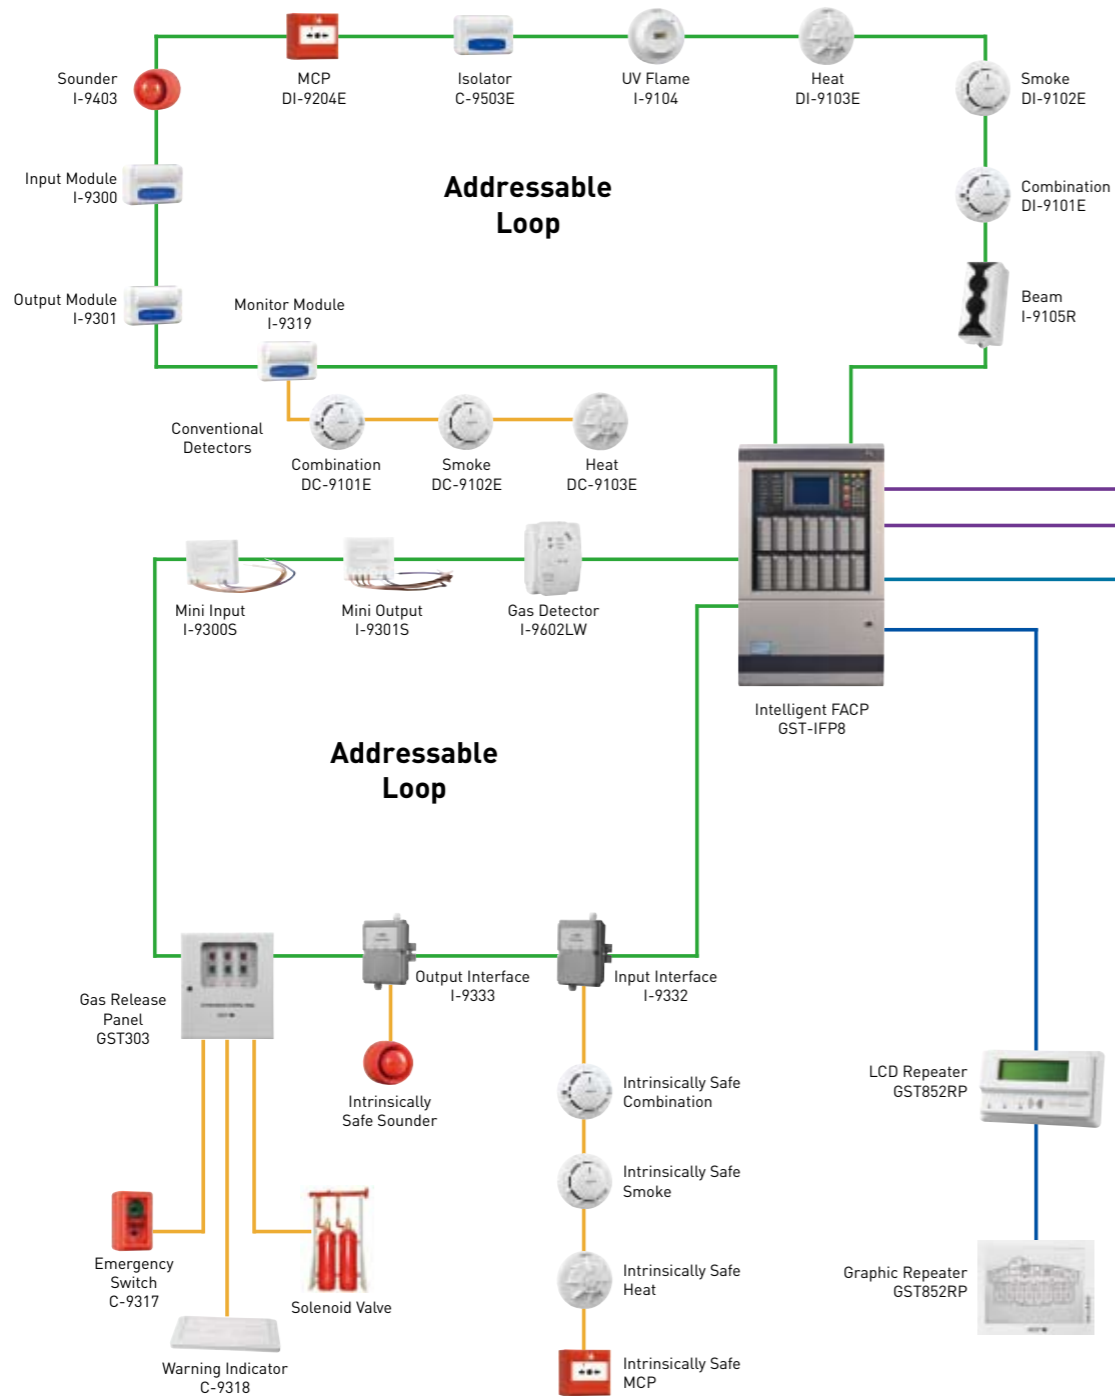 Sounder
I-9403
MCP
DI-9204E
Isolator
C-9503E
UV Flame
I-9104
Heat
DI-9103E
Smoke
DI-9102E
Input Module
I-9300
Addressable
Loop
Combination
DI-9101E
Output Module
I-9301
Monitor Module
I-9319
Beam
I-9105R
Conventional
Detectors
Combination
DC-9101E
Smoke
DC-9102E
Heat
DC-9103E
Mini Input
I-9300S
Mini Output
I-9301S
Gas Detector
I-9602LW
Intelligent FACP
GST-IFP8
Addressable
Loop
Gas Release
Panel
GST303
Output Interface
I-9333
Input Interface
I-9332
Intrinsically
Safe Sounder
Intrinsically Safe
Combination
LCD Repeater
GST852RP
Intrinsically Safe
Smoke
Emergency
Switch
C-9317
Solenoid Valve
Intrinsically Safe
Heat
Graphic Repeater
GST852RP
Warning Indicator
C-9318
Intrinsically Safe
MCP